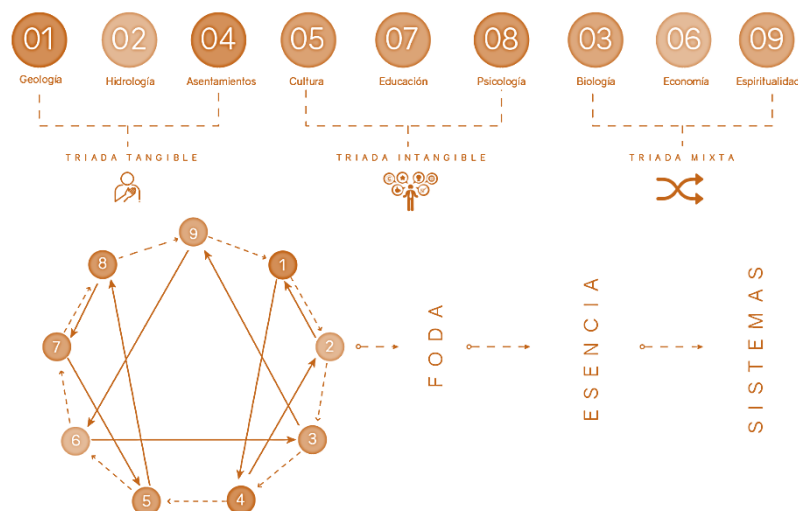 01 02 04 05 07 08 03 06 09
Geología Hidrología Asentamientos Cultura Educación Psicología Biología Economía Espiritualidad
TRIADA TANGIBLE TRIADA INTANGIBLE TRIADA MIXTA
9
8 1
7 2
6 3
5 4
FODA
ESENCIA
SISTEMAS